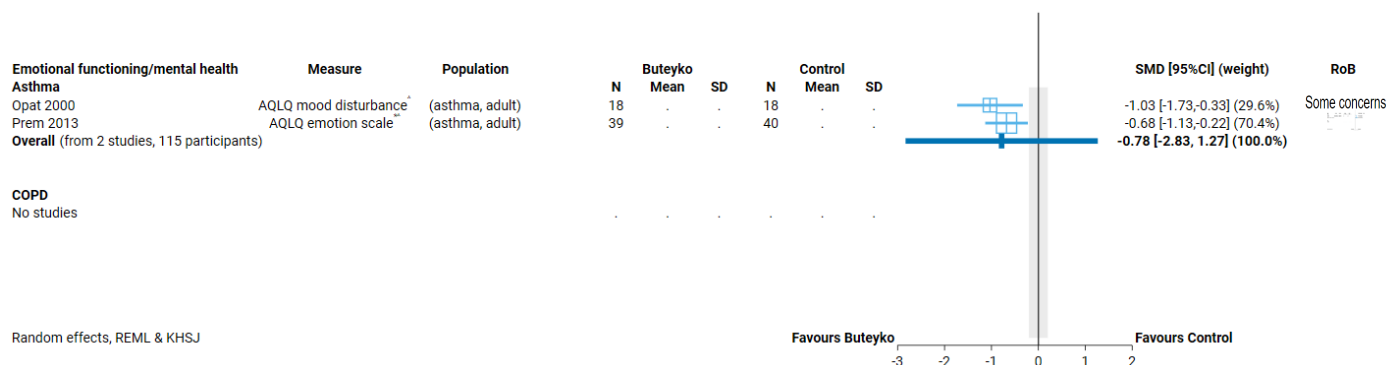 Emotional functioning/mental health Measure Population Buteyko Control SMD [95%CI] (weight) RoB
Asthma N Mean SD N Mean SD
Opat 2000 AQLQ mood disturbance (asthma, adult) 18 . . 18 . . -1.03 [-1.73,-0.33] (29.6%) Some concerns
Prem 2013 AQLQ emotion scale (asthma, adult) 39 . . 40 . . -0.68 [-1.13,-0.22] (70.4%)
Overall (from 2 studies, 115 participants) -0.78 [-2.83, 1.27] (100.0%)
COPD
No studies . . . . . .
Random effects, REML & KHSJ Favours Buteyko Favours Control
-3 -2 -1 0 1 2